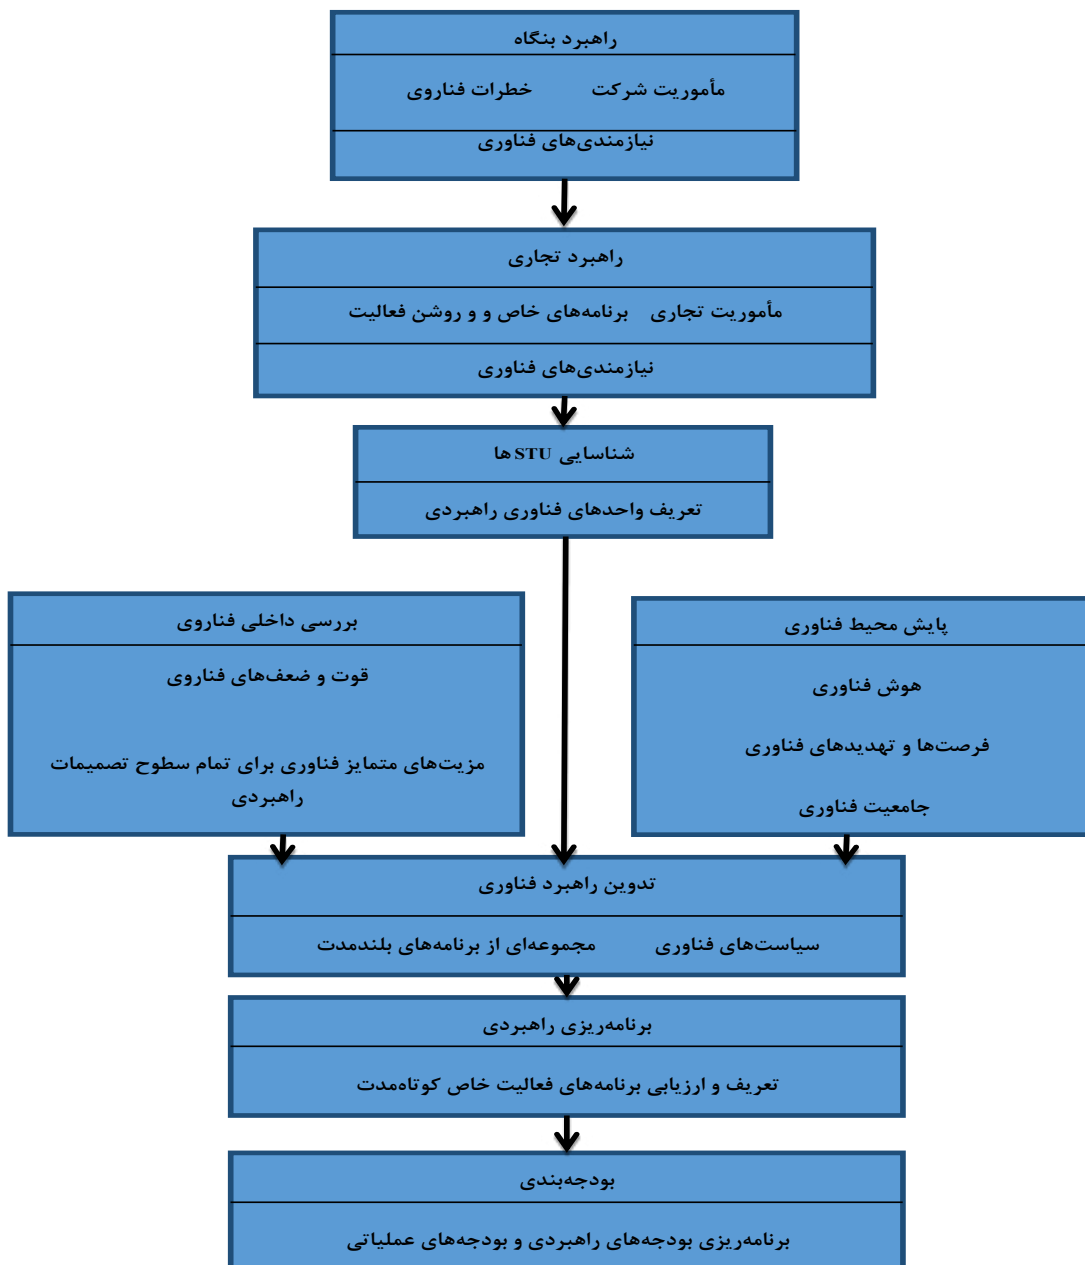 راهبرد بنگاه
مأموریت شرکت خطرات فناروی
نیازمندی‌های فناوری
راهبرد تجاری
مأموریت تجاری برنامه‌های خاص و و روشن فعالیت
نیازمندی‌های فناوری
شناسایی STUها
تعریف واحدهای فناوری راهبردی
پایش محیط فناوری
هوش فناوری
فرصت‌ها و تهدیدهای فناوری
جامعیت فناوری
بررسی داخلی فناروی
قوت و ضعف‌های فناروی
مزیت‌های متمایز فناوری برای تمام سطوح تصمیمات
راهبردی
تدوین راهبرد فناوری
سیاست‌های فناوری مجموعه‌ای از برنامه‌های بلندمدت
برنامه‌ریزی راهبردی
تعریف و ارزیابی برنامه‌های فعالیت خاص کوتاه‌مدت
بودجه‌بندی
برنامه‌ریزی بودجه‌های راهبردی و بودجه‌های عملیاتی